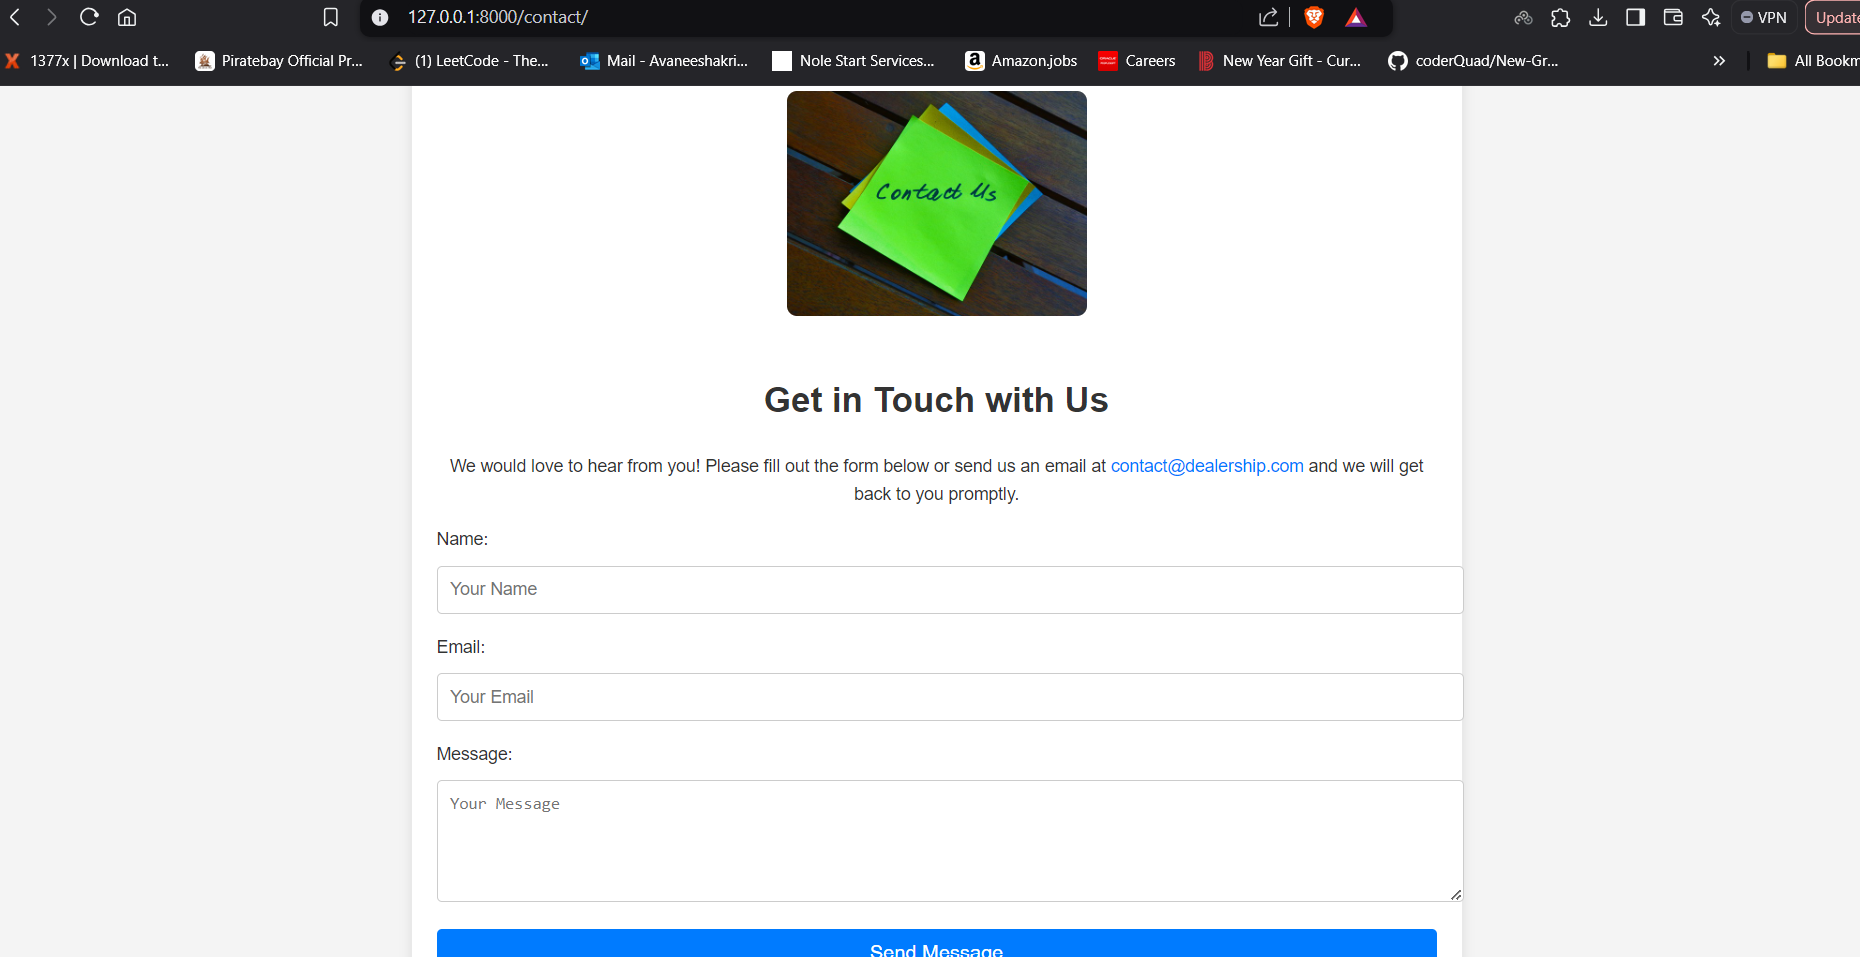 127.0.0.1:8000/contact/
VPN
Update
1377x | Download t...
Piratebay Official Pr...
(1) LeetCode - The...
Mail - Avaneeshakri...
Nole Start Services...
Amazon.jobs
Careers
New Year Gift - Cur...
coderQuad/New-Gr...
All Bookm
Contact Us
Get in Touch with Us
We would love to hear from you! Please fill out the form below or send us an email at contact@dealership.com and we will get
back to you promptly.
Name:
Your Name
Email:
Your Email
Message:
Your Message
Send Message